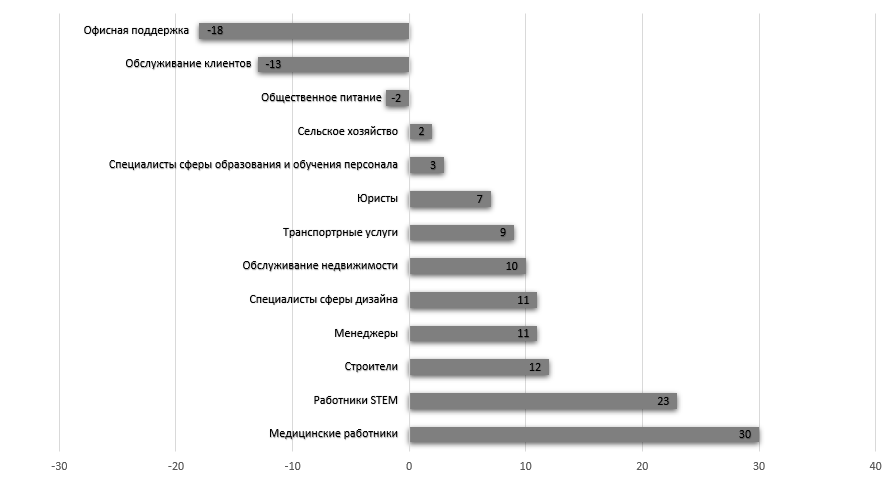 Офисная поддержка -18
Обслуживание клиентов -13
Общественное питание -2
Сельское хозяйство 2
Специалисты сферы образования и обучения персонала 3
Юристы 7
Транспортрные услуги 9
Обслуживание недвижимости 10
Специалисты сферы дизайна 11
Менеджеры 11
Строители 12
Работники STEM 23
Медицинские работники 30
-30 -20 -10 0 10 20 30 40